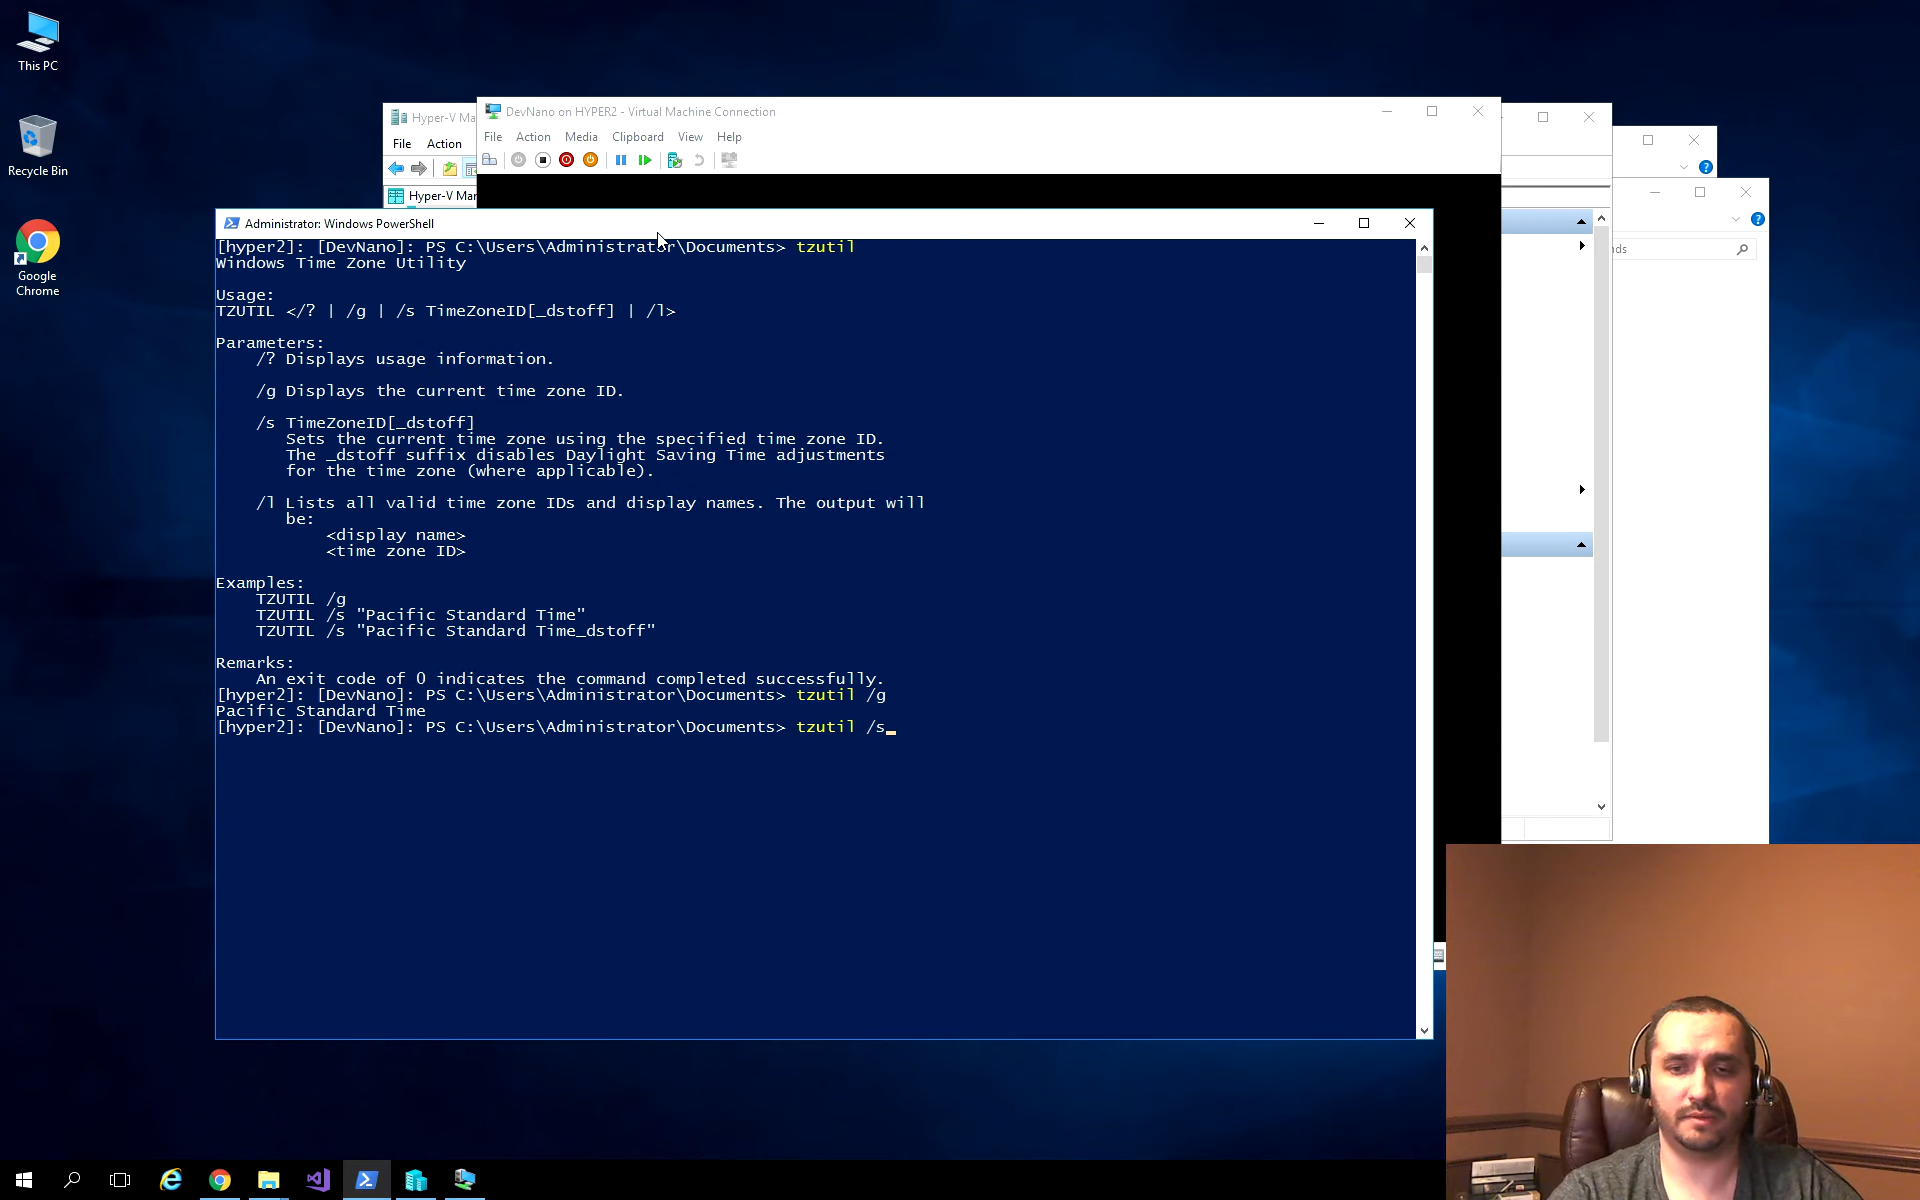 This PC
Recycle Bin
Google
Chrome
Hyper-V Ma
File Action
Hyper-V Mar
DevNano on HYPER2 - Virtual Machine Connection
File Action Media Clipboard View Help
Administrator: Windows PowerShell
[hyper2]: [DevNano]: PS C:\Users\Administrator\Documents> tzutil
Windows Time Zone Utility
Usage:
TZUTIL </? | /g | /s TimeZoneID[_dstoff] | /l>
Parameters:
/? Displays usage information.
/g Displays the current time zone ID.
/s TimeZoneID[_dstoff]
Sets the current time zone using the specified time zone ID.
The _dstoff suffix disables Daylight Saving Time adjustments
for the time zone (where applicable).
/l Lists all valid time zone IDs and display names. The output will
be:
<display name>
<time zone ID>
Examples:
TZUTIL /g
TZUTIL /s "Pacific Standard Time"
TZUTIL /s "Pacific Standard Time_dstoff"
Remarks:
An exit code of 0 indicates the command completed successfully.
[hyper2]: [DevNano]: PS C:\Users\Administrator\Documents> tzutil /g
Pacific Standard Time
[hyper2]: [DevNano]: PS C:\Users\Administrator\Documents> tzutil /s